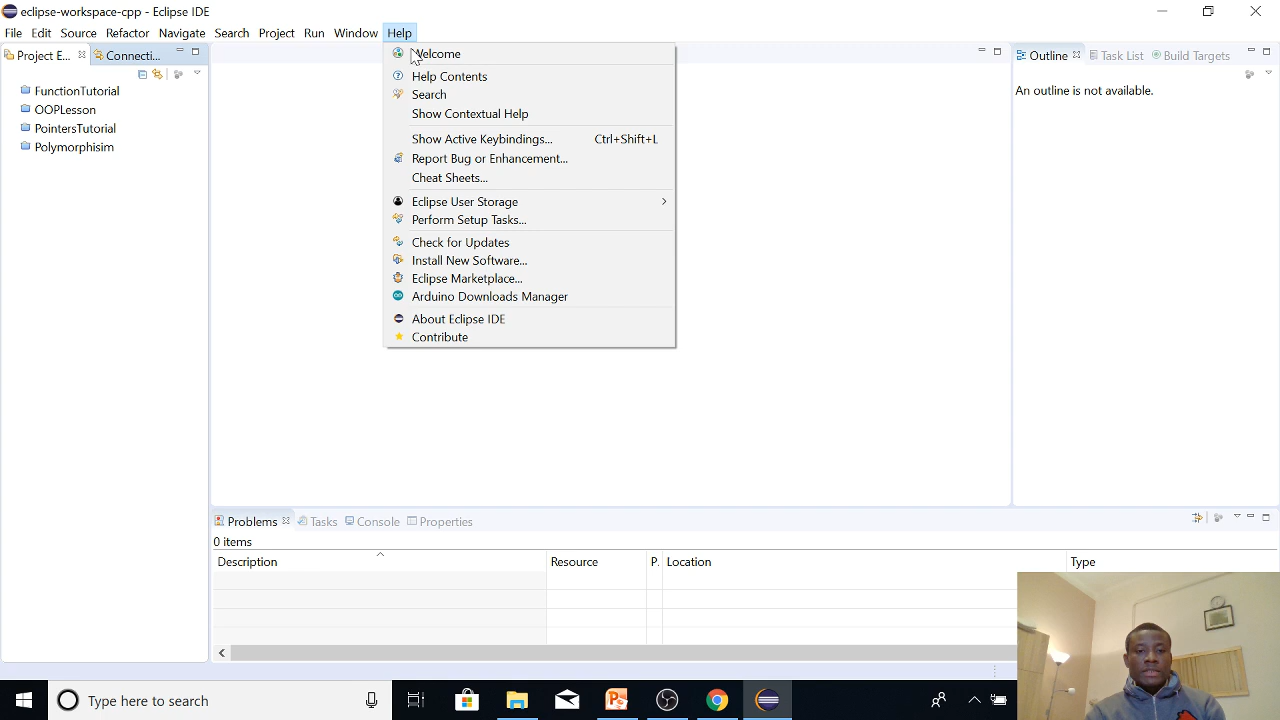 eclipse-workspace-cpp - Eclipse IDE
File Edit Source Refactor Navigate Search Project Run Window Help
Project E... Connecti...
FunctionTutorial
OOPLesson
PointersTutorial
Polymorphisim
Welcome
Help Contents
Search
Show Contextual Help
Show Active Keybindings... Ctrl+Shift+L
Report Bug or Enhancement...
Cheat Sheets...
Eclipse User Storage
Perform Setup Tasks...
Check for Updates
Install New Software...
Eclipse Marketplace...
Arduino Downloads Manager
About Eclipse IDE
Contribute
Outline Task List Build Targets
An outline is not available.
Problems Tasks Console Properties
0 items
Description Resource P. Location Type
Type here to search